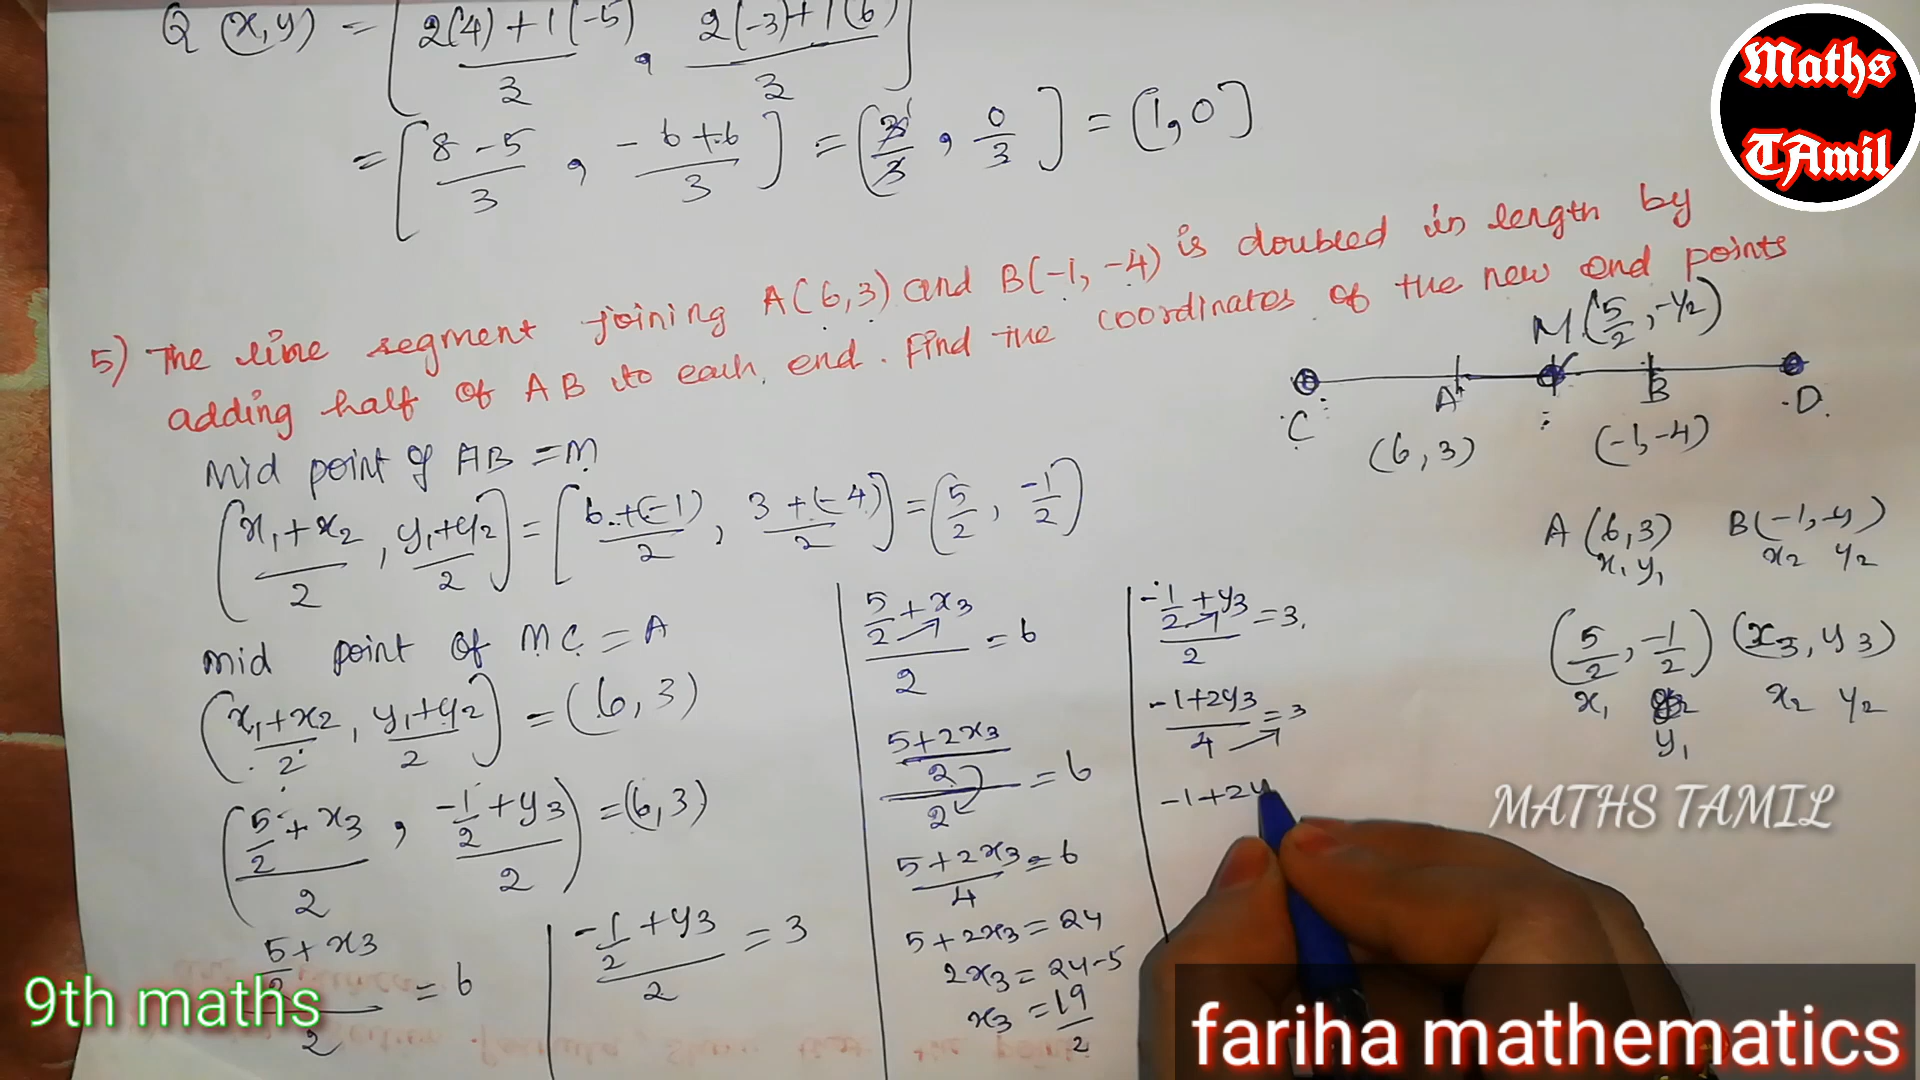 Q (x,y) = [2(4)+1(-5)/3 , 2(-3)+1(6)/3]
= [8-5/3 , -6+6/3] = (3/3 , 0/3] = (1,0]
Maths
TAmil
5) The line segment joining A(6,3) and B(-1,-4) is doubled in length by
adding half of AB to each end. Find the coordinates of the new end points
M(5/2,-1/2)
C A B D
(6,3) (-1,-4)
Mid point of AB = M
(x1+x2/2 , y1+y2/2] = [6+(-1)/2 , 3+(-4)/2] = (5/2 , -1/2)
A (6,3) B(-1,-4)
x1 y1 x2 y2
(5/2 , -1/2) (x3, y3)
x1 y1 x2 y2
mid point of MC = A
(x1+x2/2 , y1+y2/2] = (6,3)
(5/2+x3/2 , -1/2+y3/2) = (6,3)
5/2+x3/2 = 6
-1/2+y3/2 = 3
5/2+x3/2 = 6
5+2x3/2/2 = 6
5+2x3/4 = 6
5+2x3 = 24
2x3 = 24-5
x3 = 19/2
-1/2+y3/2 = 3.
-1+2y3/4 = 3
-1+2y
MATHS TAMIL
9th maths
fariha mathematics